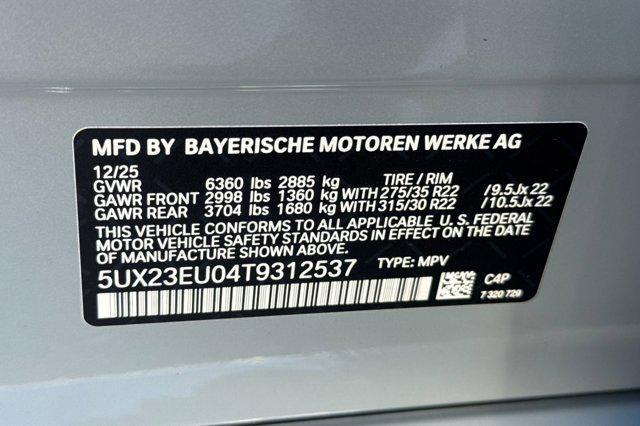 MFD BY BAYERISCHE MOTOREN WERKE AG
12/25
GVWR 6360 lbs 2885 kg TIRE / RIM
GAWR FRONT 2998 lbs 1360 kg WITH 275/35 R22 /9.5Jx22
GAWR REAR 3704 lbs 1680 kg WITH 315/30 R22 /10.5Jx22
THIS VEHICLE CONFORMS TO ALL APPLICABLE U. S. FEDERAL
MOTOR VEHICLE SAFETY STANDARDS IN EFFECT ON THE DATE
OF MANUFACTURE SHOWN ABOVE.
5UX23EU04T9312537 TYPE: MPV
C4P
7 320 729